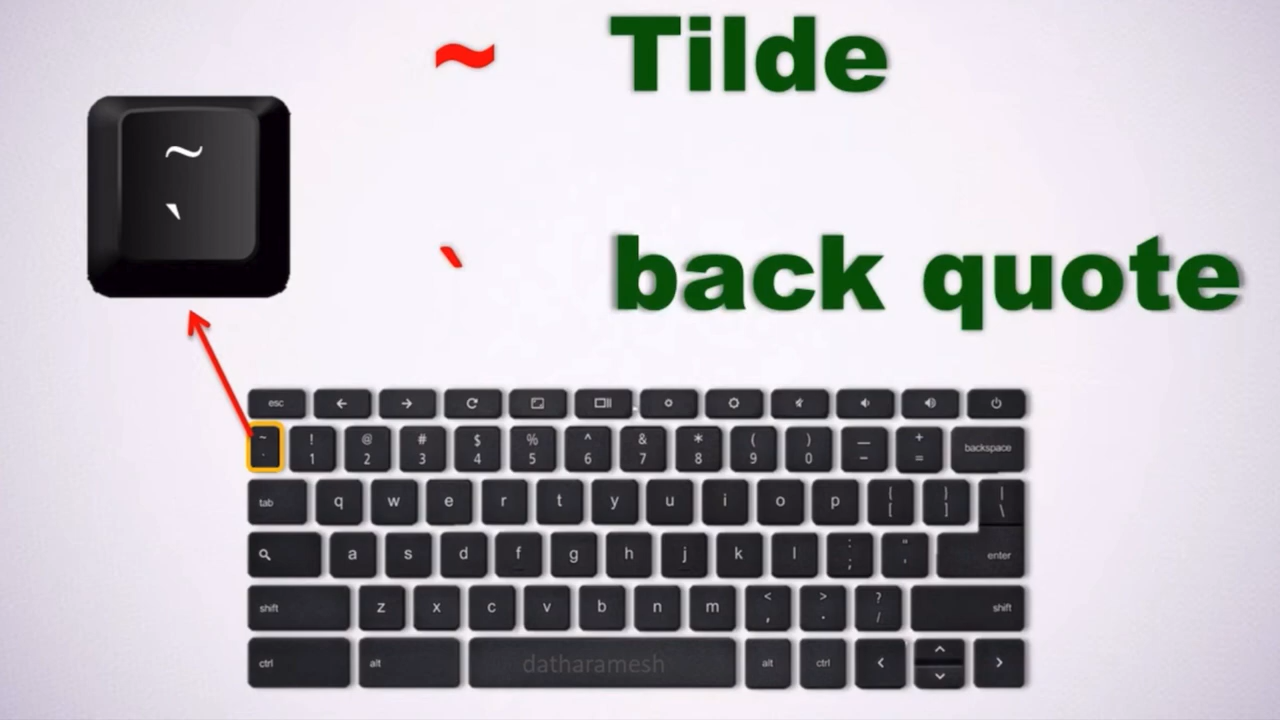 ~ Tilde
~
`
` back quote
esc
~ ! @ # $ % ^ & * ( ) — +
` 1 2 3 4 5 6 7 8 9 0 - = backspace
tab q w e r t y u i o p { } |
[ ] \
a s d f g h j k l : " enter
; '
shift z x c v b n m < > ? shift
, . /
ctrl alt datharamesh alt ctrl